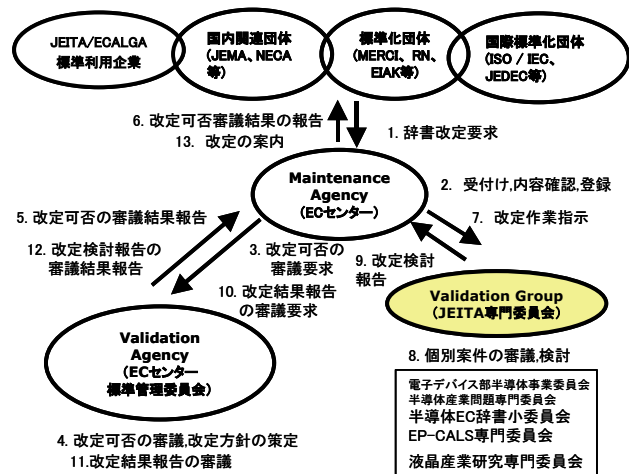 JEITA/ECALGA
標準利用企業
国内関連団体
(JEMA、NECA
等)
標準化団体
(MERCI、RN、
EIAK等)
国際標準化団体
(ISO / IEC、
JEDEC等)
6. 改定可否審議結果の報告
13. 改定の案内
1. 辞書改定要求
Maintenance
Agency
(ECセンター)
2. 受付け,内容確認,登録
7. 改定作業指示
5. 改定可否の審議結果報告
12. 改定検討報告の
審議結果報告
3. 改定可否の
審議要求
10. 改定結果報告
の審議要求
9. 改定検討
報告
Validation Group
(JEITA専門委員会)
Validation
Agency
(ECセンター
標準管理委員会)
8. 個別案件の審議,検討
電子デバイス部半導体事業委員会
半導体産業問題専門委員会
半導体EC辞書小委員会
EP-CALS専門委員会
液晶産業研究専門委員会
4. 改定可否の審議,改定方針の策定
11.改定結果報告の審議